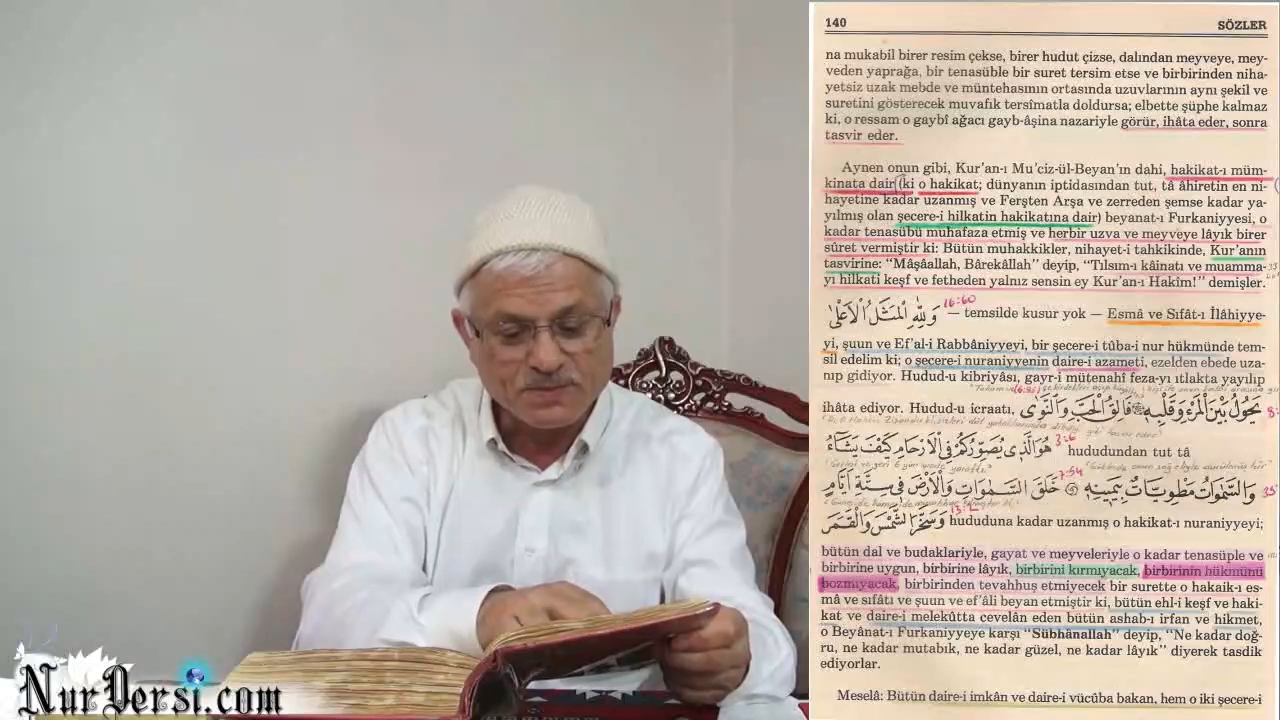 140 SÖZLER
na mukabil birer resim çekse, birer hudut çizse, dalından meyveye, mey-
veden yaprağa, bir tenasüble bir suret tersim etse ve birbirinden niha-
yetsiz uzak mebde ve müntehasının ortasında uzuvlarının aynı şekil ve
suretini gösterecek muvafık tersîmatla doldursa; elbette şüphe kalmaz
ki, o ressam o gaybî ağacı gayb-âşina nazariyle görür, ihâta eder, sonra
tasvir eder.
Aynen onun gibi, Kur'an-ı Mu'ciz-ül-Beyan'ın dahi, hakikat-ı müm-
kinata dair (ki o hakikat; dünyanın iptidasından tut, tâ âhiretin en ni-
hayetine kadar uzanmış ve Ferşten Arşa ve zerreden şemse kadar ya-
yılmış olan şecere-i hilkatin hakikatına dair) beyanat-ı Furkaniyyesi, o
kadar tenasübü muhafaza etmiş ve herbir uzva ve meyveye lâyık birer
sûret vermiştir ki: Bütün muhakkikler, nihayet-i tahkikinde, Kur'anın
tasvirine: "Mâşâallah, Bârekâllah" deyip, "Tılsım-ı kâinatı ve muamma-
yı hilkati keşf ve fetheden yalnız sensin ey Kur'an-ı Hakîm!" demişler.
وَلِلّٰهِ الْمَثَلُ الْاَعْلٰى 16:60 — temsilde kusur yok — Esmâ ve Sıfât-ı İlâhiyye-
yi, şuun ve Ef'al-i Rabbâniyyeyi, bir şecere-i tûba-i nur hükmünde tem-
sil edelim ki; o şecere-i nuraniyyenin daire-i azameti, ezelden ebede uza-
nıp gidiyor. Hudud-u kibriyâsı, gayr-i mütenahî feza-yı ıtlakta yayılıp
ihâta ediyor. Hudud-u icraatı, يَحُولُ بَيْنَ الْمَرْءِ وَقَلْبِهِ ۞ فَالِقُ الْحَبِّ وَالنَّوٰى
هُوَ الَّذِى يُصَوِّرُكُمْ فِى الْاَرْحَامِ كَيْفَ يَشَاءُ 3:6 hududundan tut tâ
وَالسَّمٰوَاتُ مَطْوِيَّاتٌ بِيَمِينِهِ ۞ خَلَقَ السَّمٰوَاتِ وَالْاَرْضَ فِى سِتَّةِ اَيَّامٍ 7:54
وَسَخَّرَ الشَّمْسَ وَالْقَمَرَ hududuna kadar uzanmış o hakikat-ı nuraniyyeyi;
bütün dal ve budaklariyle, gayat ve meyveleriyle o kadar tenasüple ve
birbirine uygun, birbirine lâyık, birbirini kırmıyacak, birbirinin hükmünü
bozmıyacak, birbirinden tevahhuş etmiyecek bir surette o hakaik-ı es-
mâ ve sıfâtı ve şuun ve ef'âli beyan etmiştir ki, bütün ehl-i keşf ve haki-
kat ve daire-i melekûtta cevelân eden bütün ashab-ı irfan ve hikmet,
o Beyânat-ı Furkaniyyeye karşı "Sübhânallah" deyip, "Ne kadar doğ-
ru, ne kadar mutabık, ne kadar güzel, ne kadar lâyık" diyerek tasdik
ediyorlar.
Meselâ: Bütün daire-i imkân ve daire-i vücûba bakan, hem o iki şecere-i
NurDersi.com